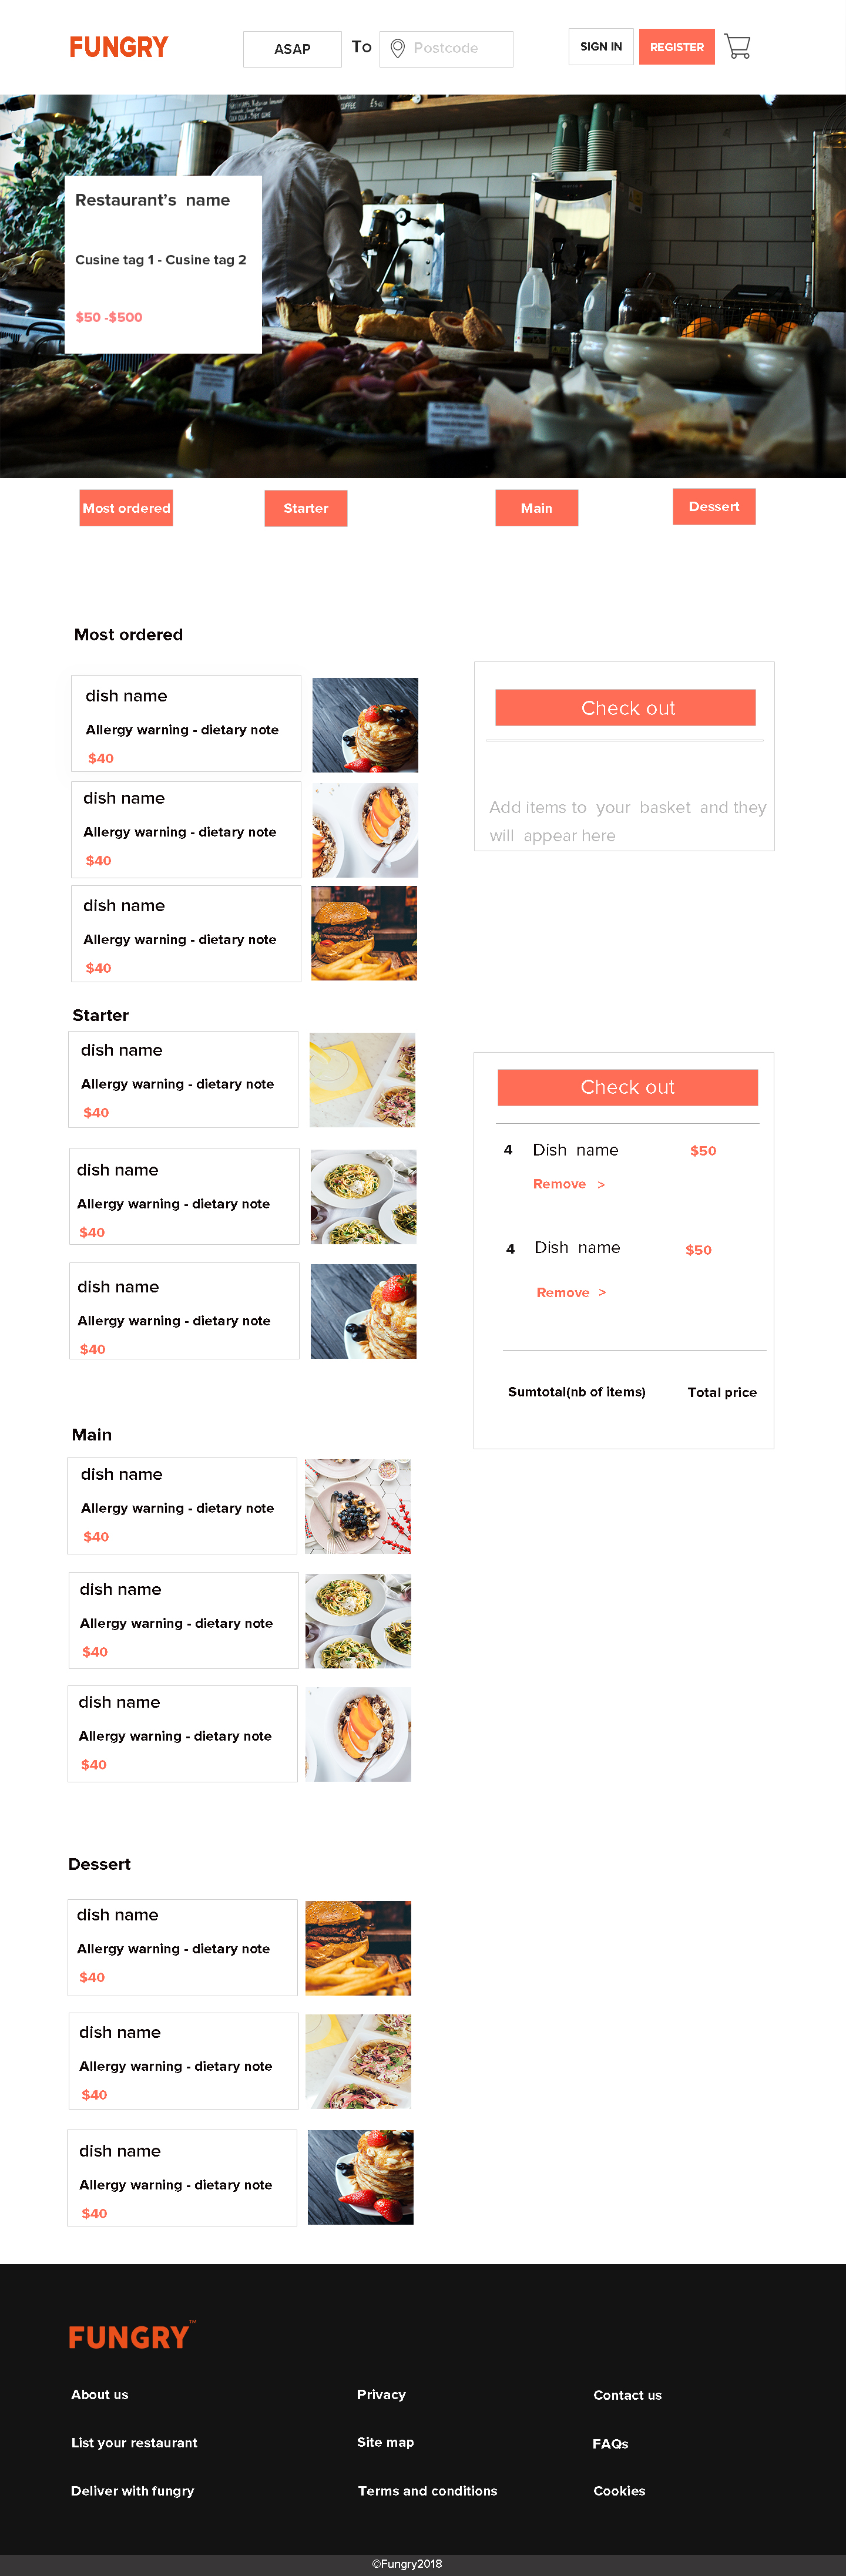 FUNGRY
ASAP To Postcode SIGN IN REGISTER
COFFEE
Restaurant's name
Cusine tag 1 - Cusine tag 2
$50 -$500
Most ordered Starter Main Dessert
Most ordered
dish name
Allergy warning - dietary note
$40
dish name
Allergy warning - dietary note
$40
dish name
Allergy warning - dietary note
$40
Check out
Add items to your basket and they
will appear here
Starter
dish name
Allergy warning - dietary note
$40
dish name
Allergy warning - dietary note
$40
dish name
Allergy warning - dietary note
$40
Check out
4 Dish name $50
Remove >
4 Dish name $50
Remove >
Sumtotal(nb of items) Total price
Main
dish name
Allergy warning - dietary note
$40
dish name
Allergy warning - dietary note
$40
dish name
Allergy warning - dietary note
$40
Dessert
dish name
Allergy warning - dietary note
$40
dish name
Allergy warning - dietary note
$40
dish name
Allergy warning - dietary note
$40
FUNGRY™
About us Privacy Contact us
List your restaurant Site map FAQs
Deliver with fungry Terms and conditions Cookies
©Fungry2018